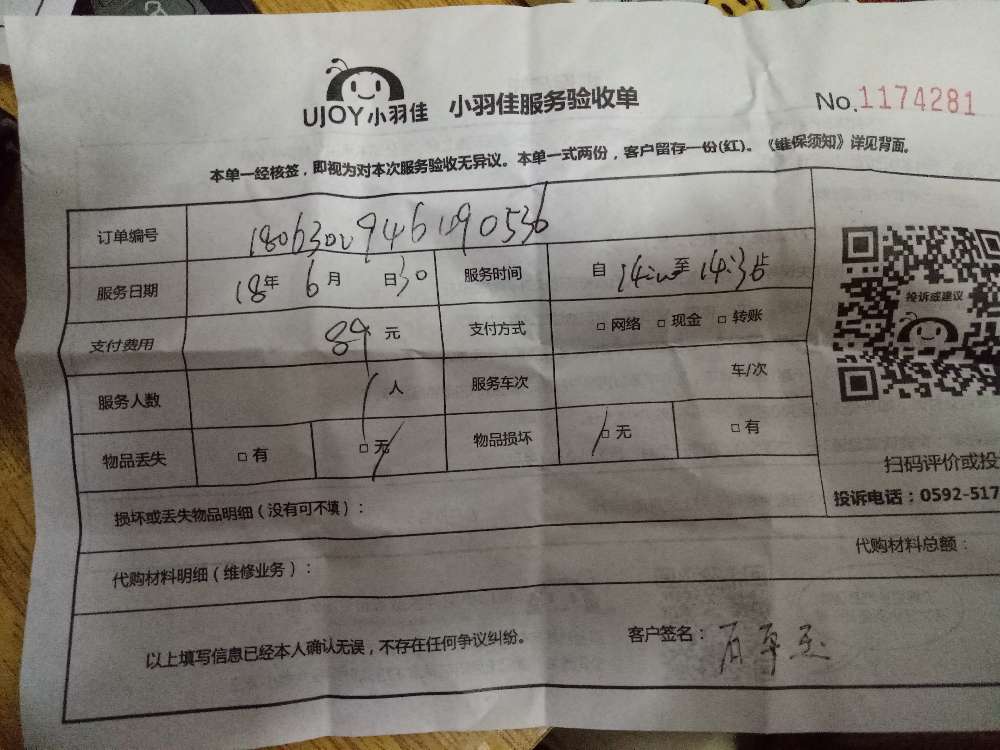 UJOY小羽佳 小羽佳服务验收单 No.1174281
本单一经核签，即视为对本次服务验收无异议。本单一式两份，客户留存一份(红)。《维保须知》详见背面。
订单编号
服务日期 18年 6月 日30 服务时间 自 至 止
支付费用 89 元 支付方式 □ 网络 □ 现金 □ 转账
服务人数 1人 服务车次 车/次
物品丢失 □ 有 □ 无 物品损坏 □ 无 □ 有
投诉或建议
扫码评价或投
投诉电话：0592-517
损坏或丢失物品明细（没有可不填）：
代购材料明细（维修业务）： 代购材料总额：
以上填写信息已经本人确认无误，不存在任何争议纠纷。 客户签名：